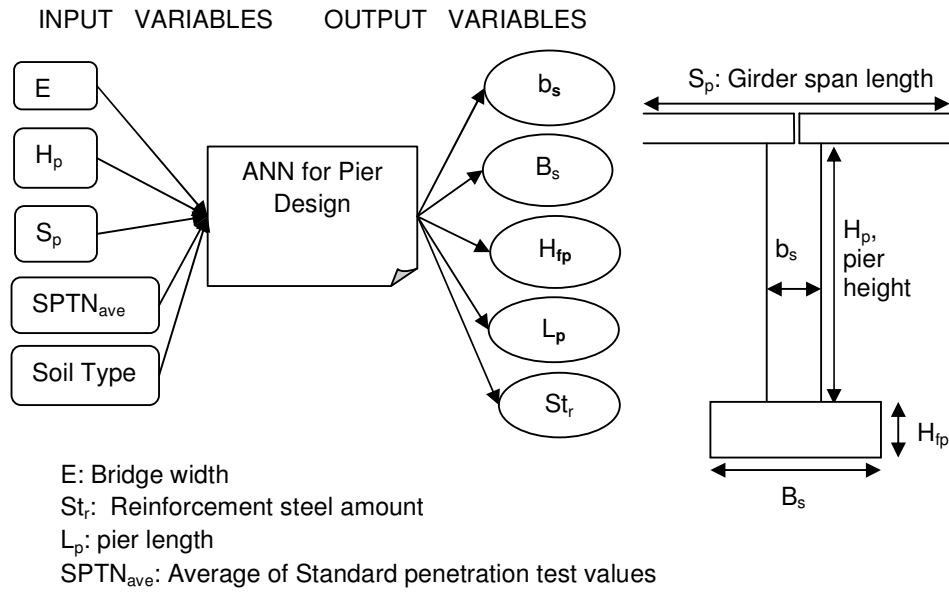 INPUT VARIABLES
OUTPUT VARIABLES
E
Hp
Sp
SPTNave
Soil Type
ANN for Pier
Design
bs
Bs
Hfp
Lp
Str
Sp: Girder span length
bs
Hp,
pier
height
Hfp
Bs
E: Bridge width
Str: Reinforcement steel amount
Lp: pier length
SPTNave: Average of Standard penetration test values